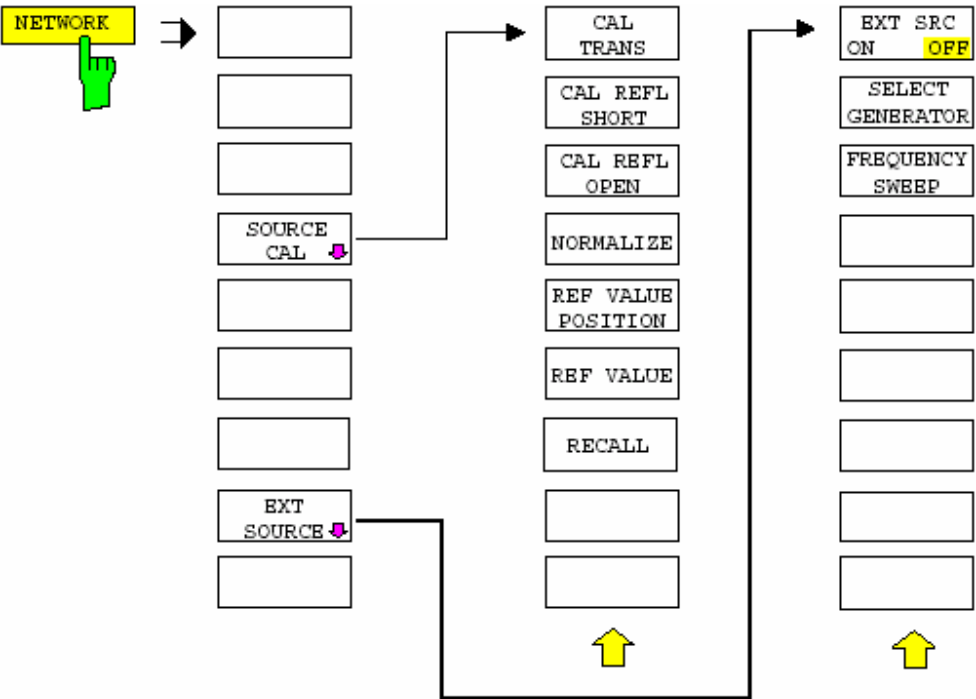 NETWORK
SOURCE
CAL
EXT
SOURCE
CAL
TRANS
CAL REFL
SHORT
CAL REFL
OPEN
NORMALIZE
REF VALUE
POSITION
REF VALUE
RECALL
EXT SRC
ON OFF
SELECT
GENERATOR
FREQUENCY
SWEEP